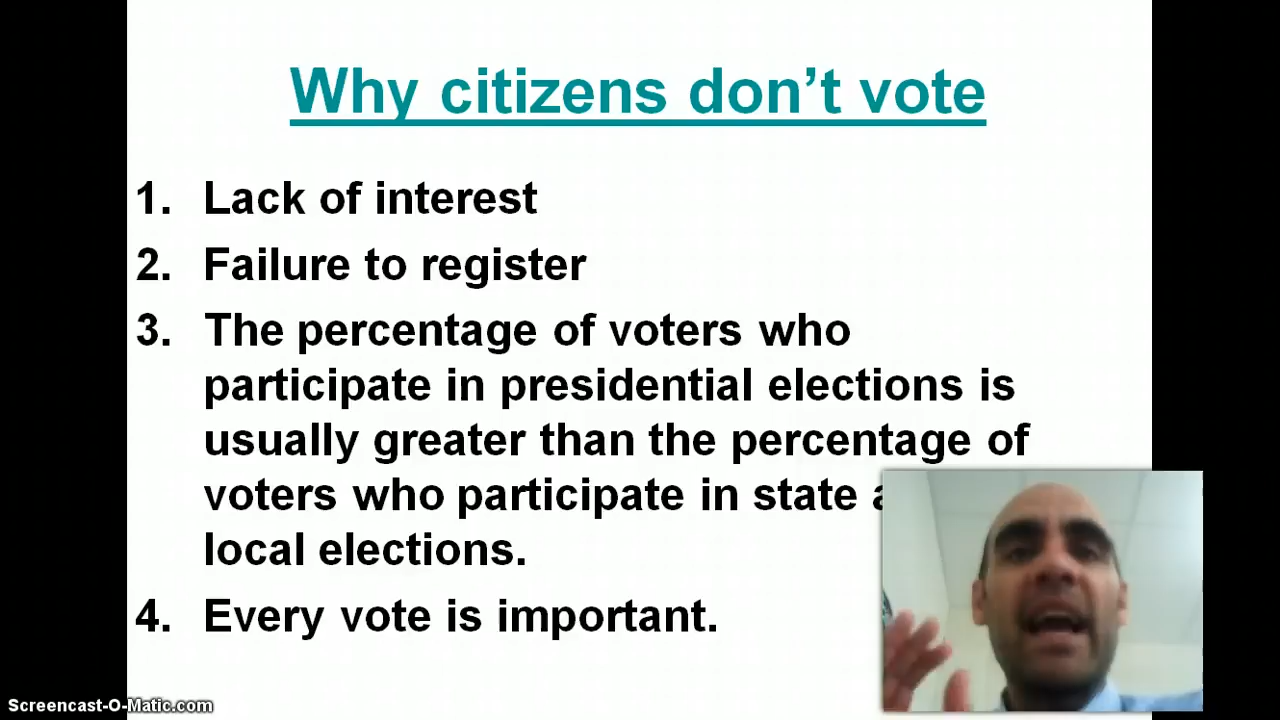 Why citizens don’t vote
1. Lack of interest
2. Failure to register
3. The percentage of voters who
participate in presidential elections is
usually greater than the percentage of
voters who participate in state
local elections.
4. Every vote is important.
Screencast-O-Matic.com